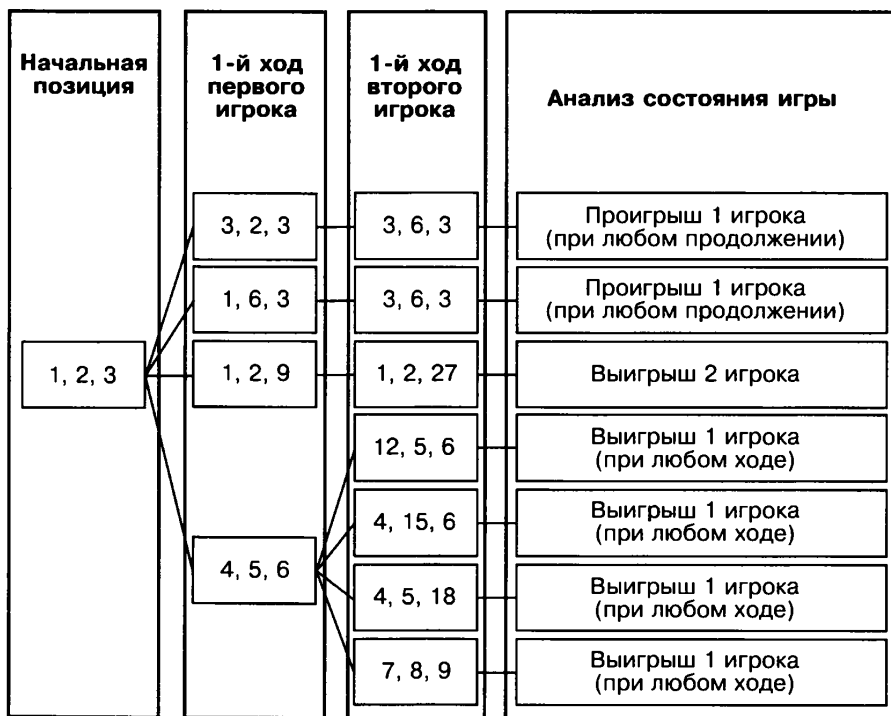 Начальная
позиция
1-й ход
первого
игрока
1-й ход
второго
игрока
Анализ состояния игры
1, 2, 3
3, 2, 3
3, 6, 3
Проигрыш 1 игрока
(при любом продолжении)
1, 6, 3
3, 6, 3
Проигрыш 1 игрока
(при любом продолжении)
1, 2, 9
1, 2, 27
Выигрыш 2 игрока
4, 5, 6
12, 5, 6
Выигрыш 1 игрока
(при любом ходе)
4, 15, 6
Выигрыш 1 игрока
(при любом ходе)
4, 5, 18
Выигрыш 1 игрока
(при любом ходе)
7, 8, 9
Выигрыш 1 игрока
(при любом ходе)